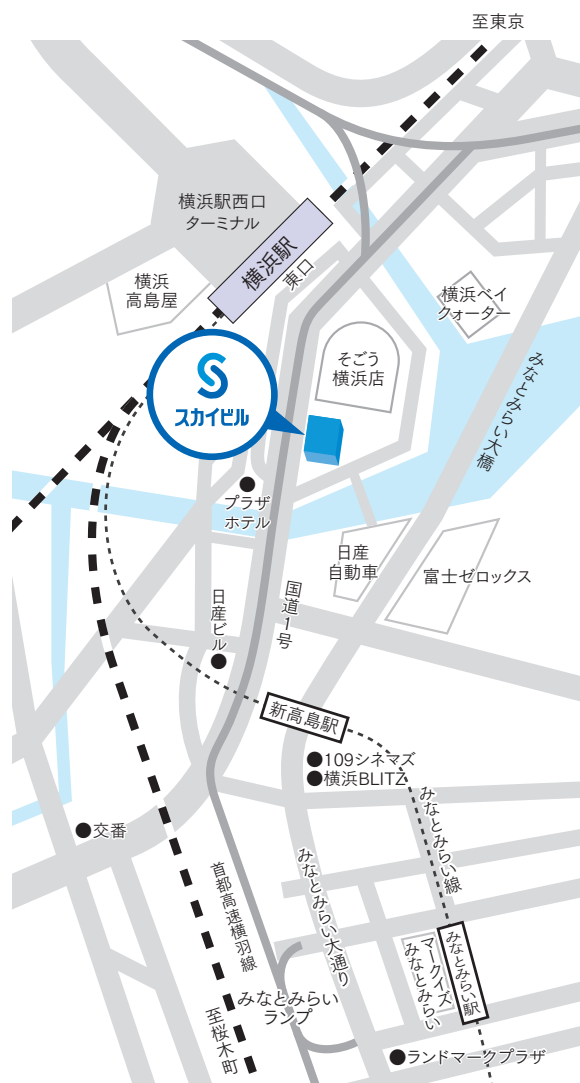 至東京
横浜駅西口
ターミナル
横浜駅
東口
横浜
高島屋
横浜ベイ
クォーター
そごう
横浜店
スカイビル
みなとみらい大橋
プラザ
ホテル
日産
自動車
富士ゼロックス
国道1号
日産ビル
新高島駅
109シネマズ
横浜BLITZ
みなとみらい線
交番
首都高速横羽線
みなとみらい大通り
みなとみらい駅
マークイズ
みなとみらい
みなとみらい
ランプ
至桜木町
ランドマークプラザ